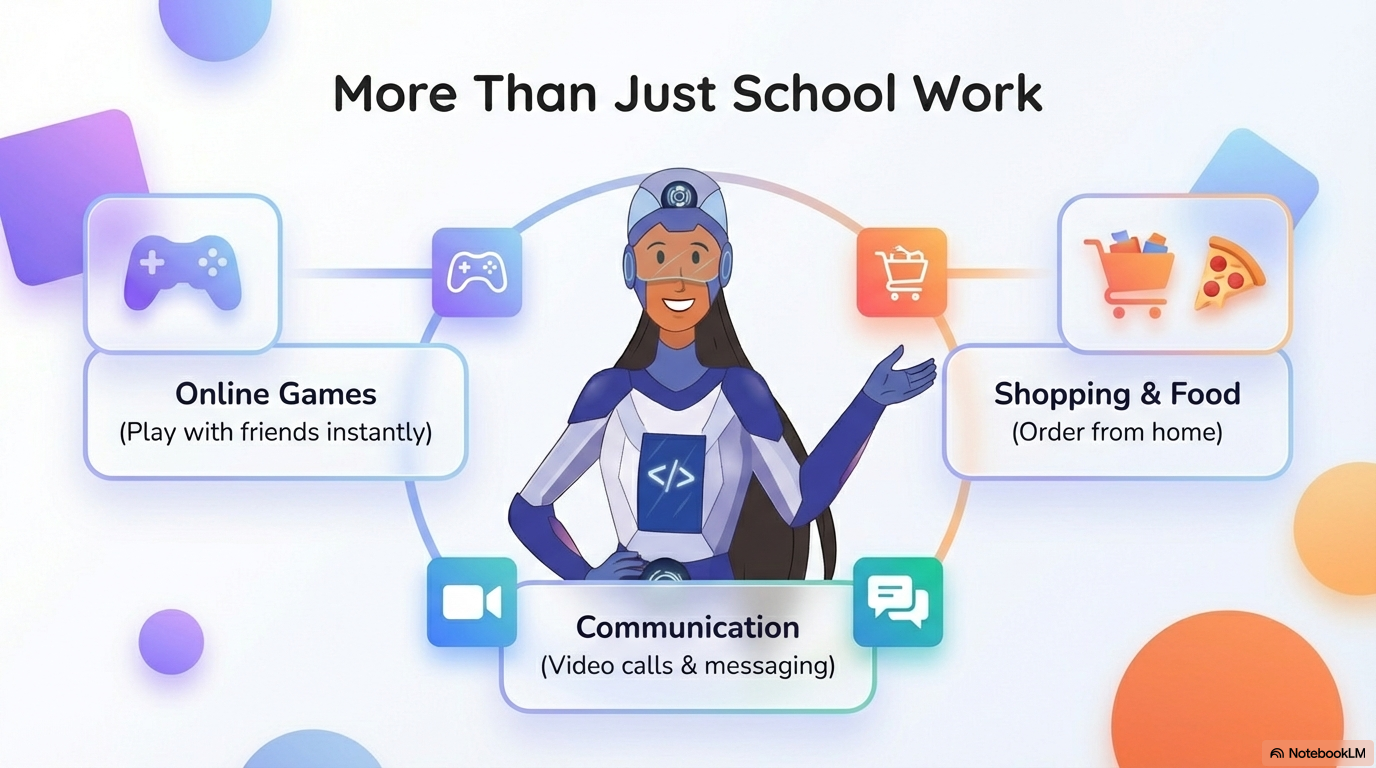 More Than Just School Work
Online Games
(Play with friends instantly)
Shopping & Food
(Order from home)
</>
Communication
(Video calls & messaging)
NotebookLM